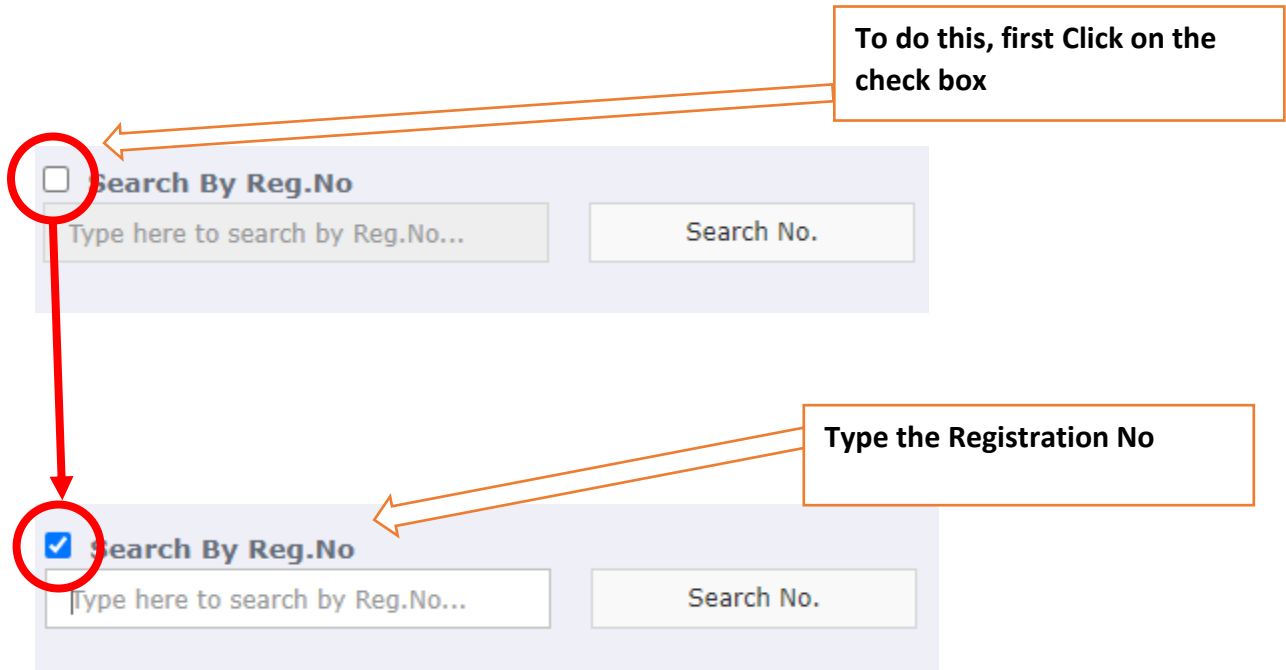 To do this, first Click on the
check box
Search By Reg.No
Type here to search by Reg.No...
Search No.
Type the Registration No
Search By Reg.No
Type here to search by Reg.No...
Search No.